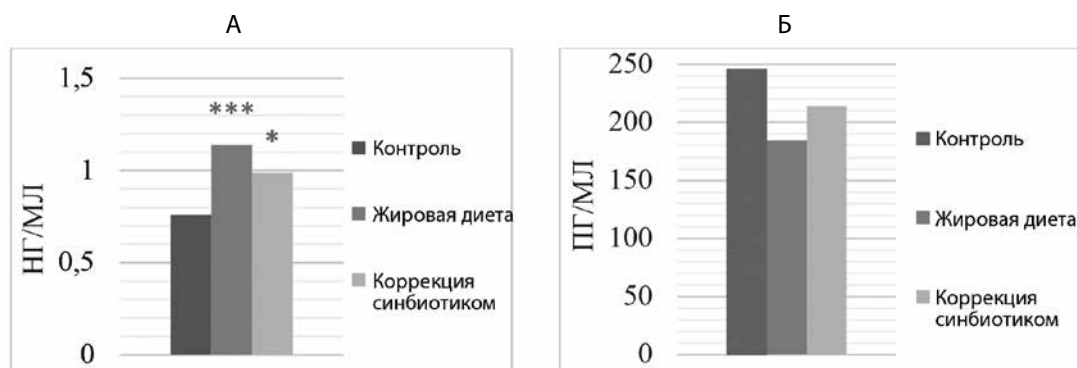 А
1,5
1
0,5
0
НГ/МЛ
***
*
Контроль
Жировая диета
Коррекция
синбиотиком
Б
250
200
150
100
50
0
ПГ/МЛ
Контроль
Жировая диета
Коррекция
синбиотиком